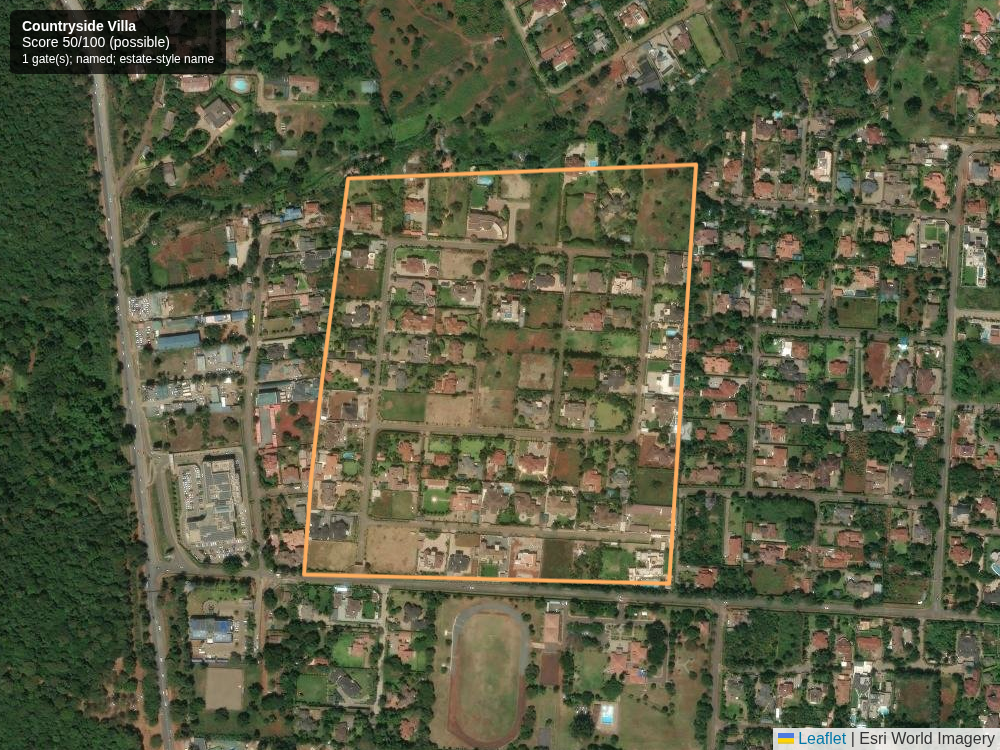 Countryside Villa
Score 50/100 (possible)
1 gate(s); named; estate-style name
Leaflet | Esri World Imagery